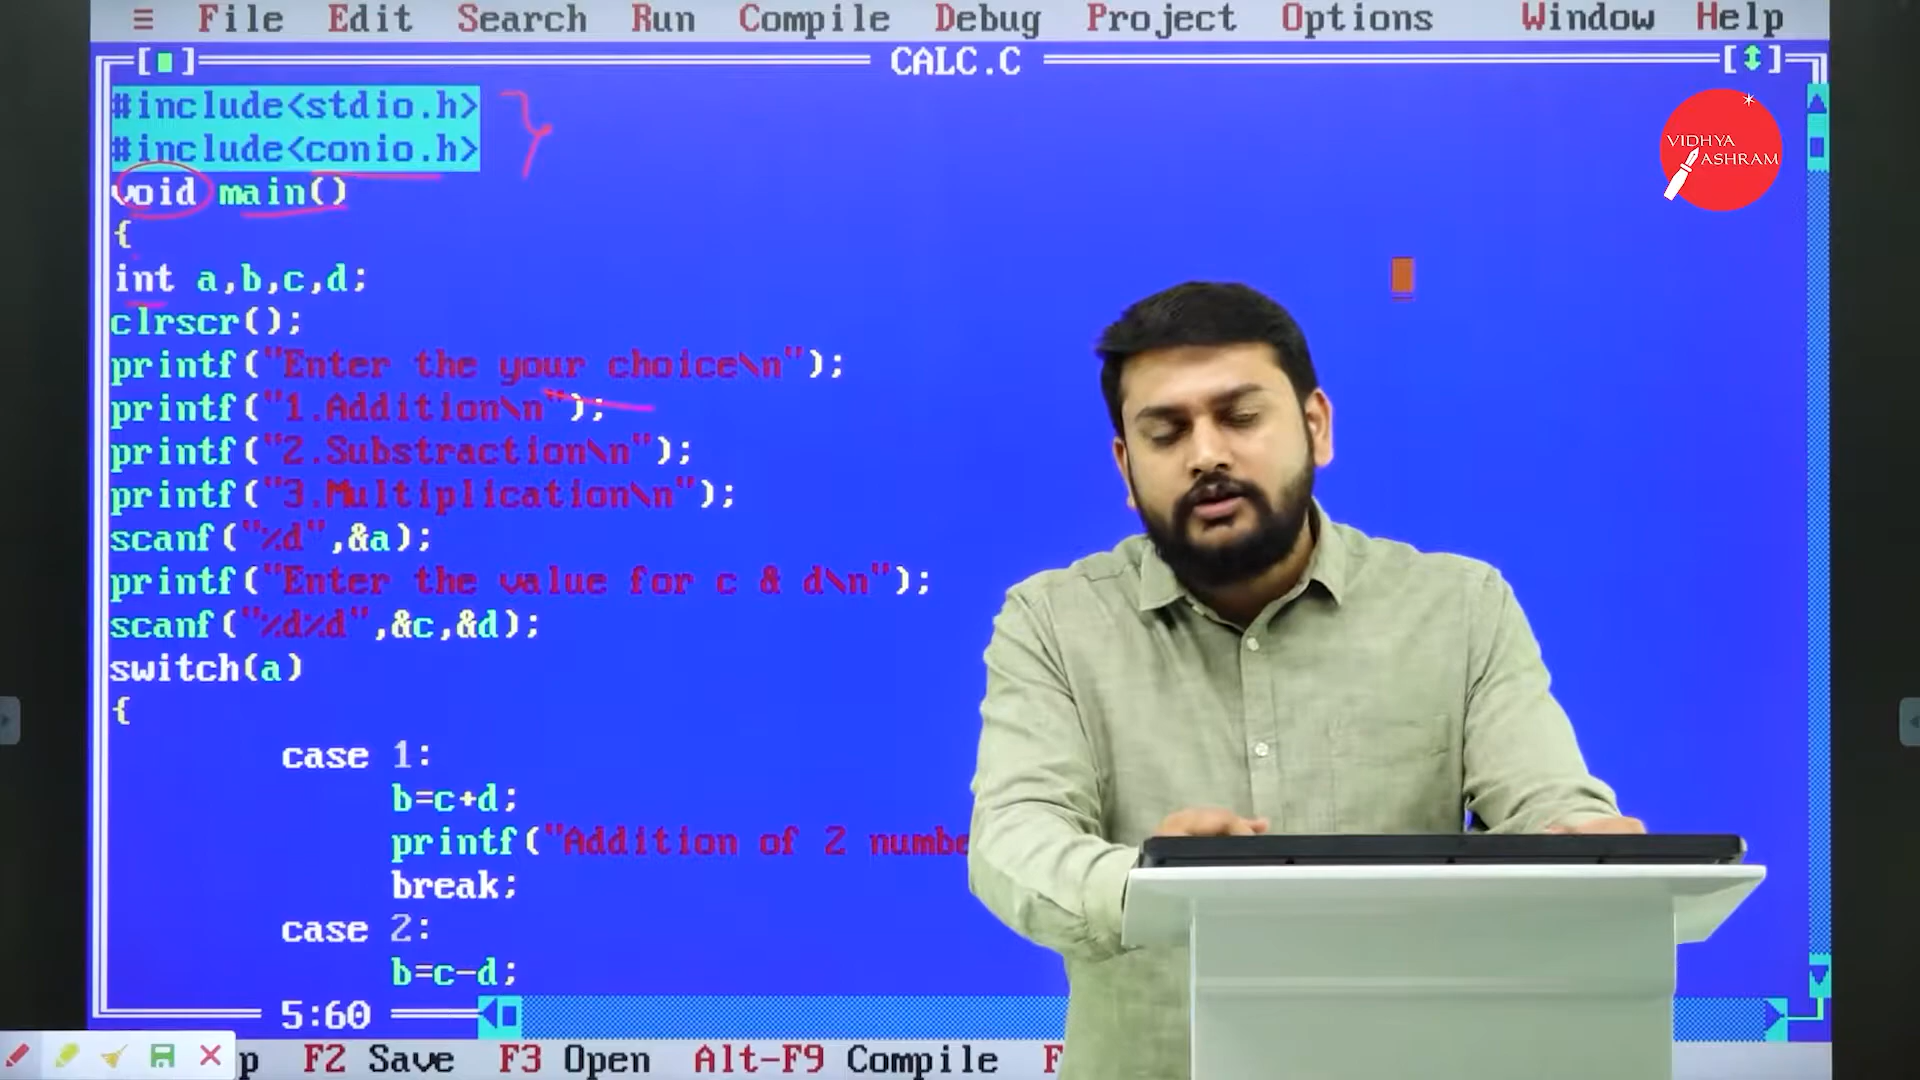 ≡ File Edit Search Run Compile Debug Project Options Window Help
CALC.C
#include<stdio.h>
#include<conio.h>
void main()
{
int a,b,c,d;
clrscr();
printf("Enter the your choice\n");
printf("1.Addition\n");
printf("2.Substraction\n");
printf("3.Multiplication\n");
scanf("%d",&a);
printf("Enter the value for c & d\n");
scanf("%d%d",&c,&d);
switch(a)
{
case 1:
b=c+d;
printf("Addition of 2 numbe
break;
case 2:
b=c-d;
5:60
p F2 Save F3 Open Alt-F9 Compile F
VIDHYA
ASHRAM